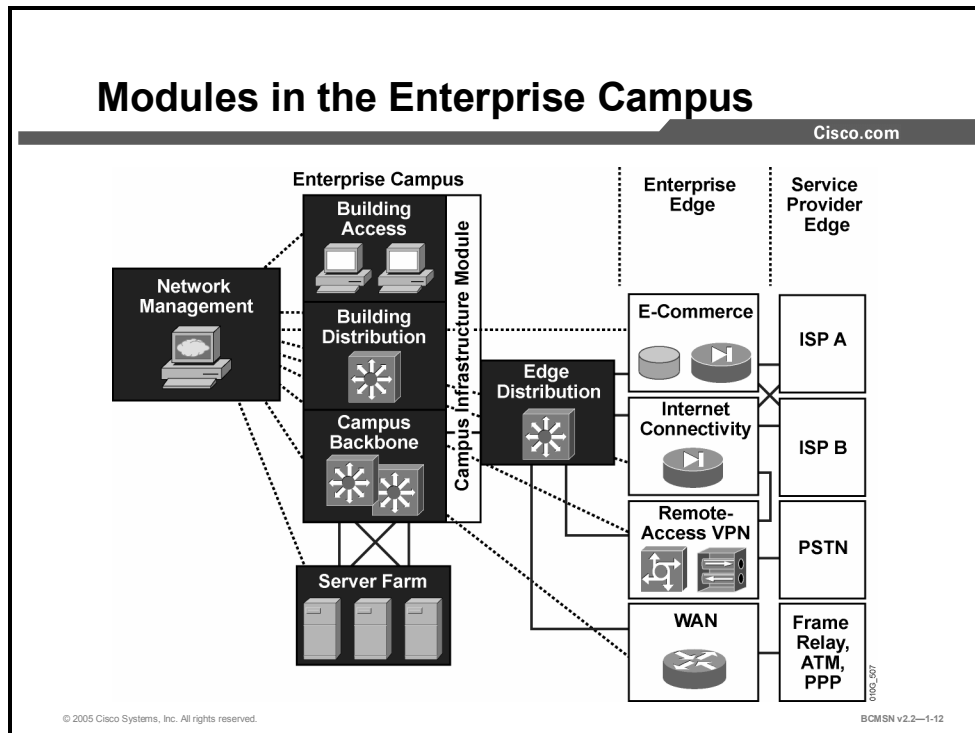 Modules in the Enterprise Campus
Cisco.com
Enterprise Campus
Building
Access
Network
Management
Building
Distribution
Campus
Backbone
Campus Infrastructure Module
Server Farm
Edge
Distribution
Enterprise
Edge
E-Commerce
Internet
Connectivity
Remote-
Access VPN
WAN
Service
Provider
Edge
ISP A
ISP B
PSTN
Frame
Relay,
ATM,
PPP
010G_507
© 2005 Cisco Systems, Inc. All rights reserved.
BCMSN v2.2—1-12